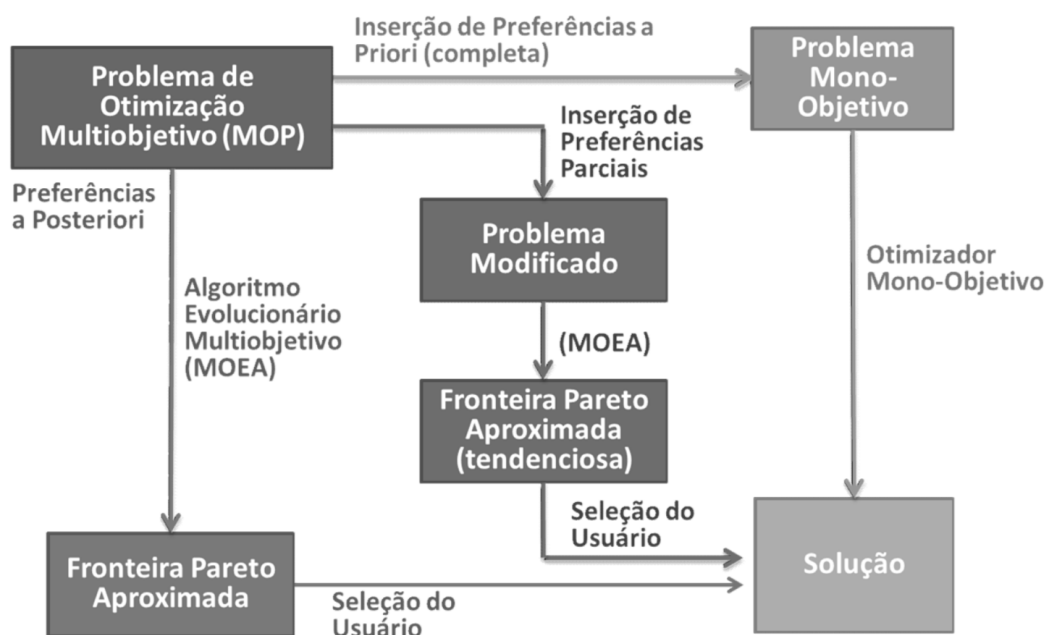 Inserção de Preferências a
Priori (completa)
Problema de
Otimização
Multiobjetivo (MOP)
Problema
Mono-
Objetivo
Inserção de
Preferências
Parciais
Preferências
a Posteriori
Problema
Modificado
Otimizador
Mono-Objetivo
Algoritmo
Evolucionário
Multiobjetivo
(MOEA)
(MOEA)
Fronteira Pareto
Aproximada
(tendenciosa)
Seleção do
Usuário
Solução
Fronteira Pareto
Aproximada
Seleção do
Usuário